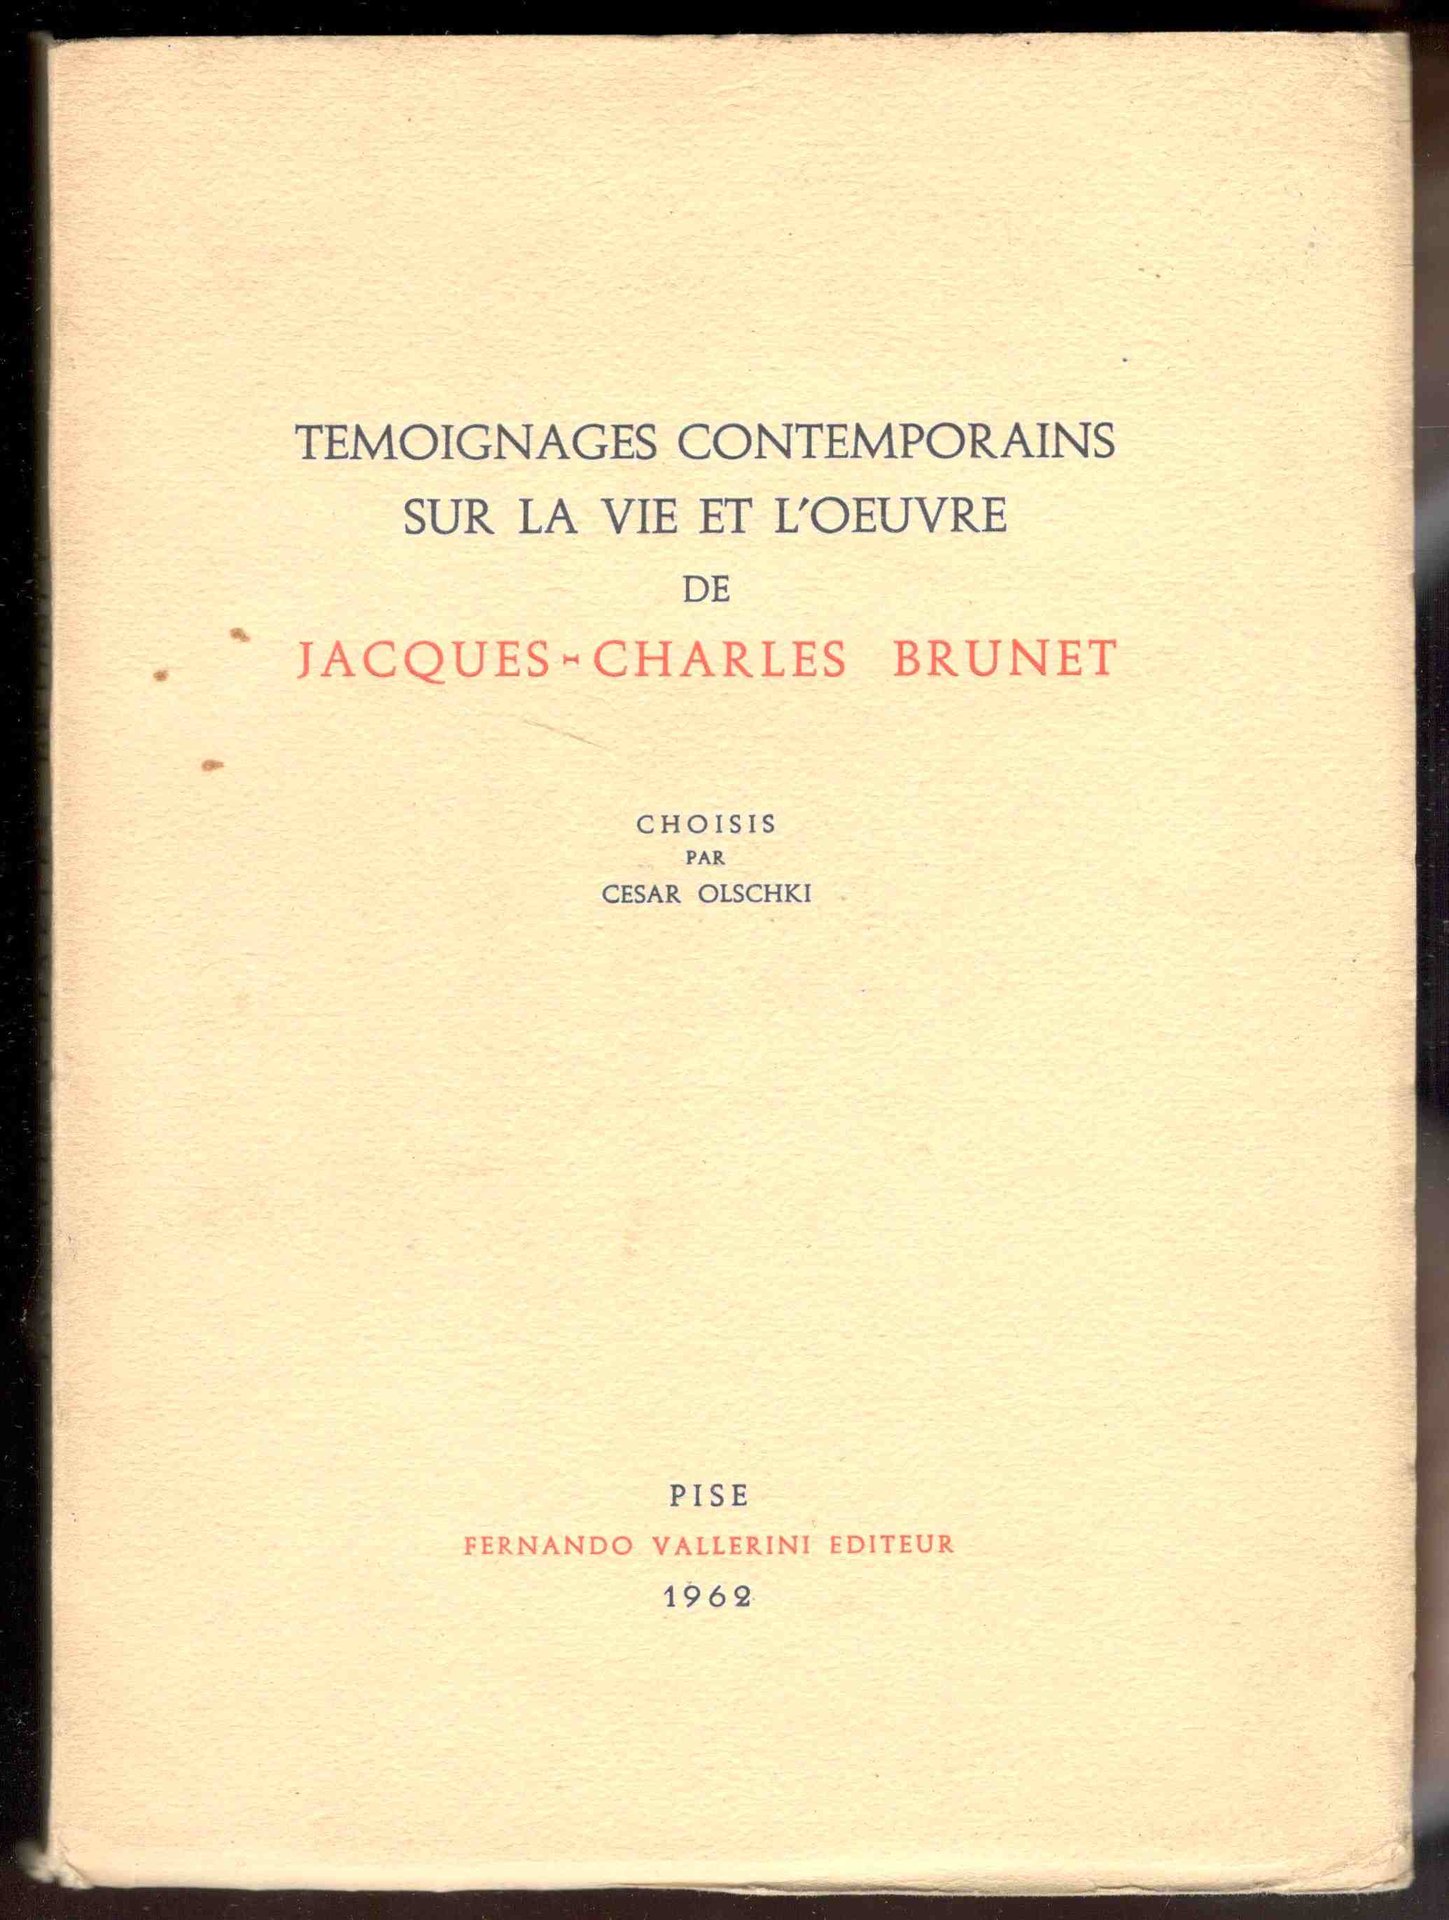 TEMOIGNAGES CONTEMPORAINS
SUR LA VIE ET L'OEUVRE
DE
JACQUES-CHARLES BRUNET
CHOISIS
PAR
CESAR OLSCHKI
PISE
FERNANDO VALLERINI EDITEUR
1962